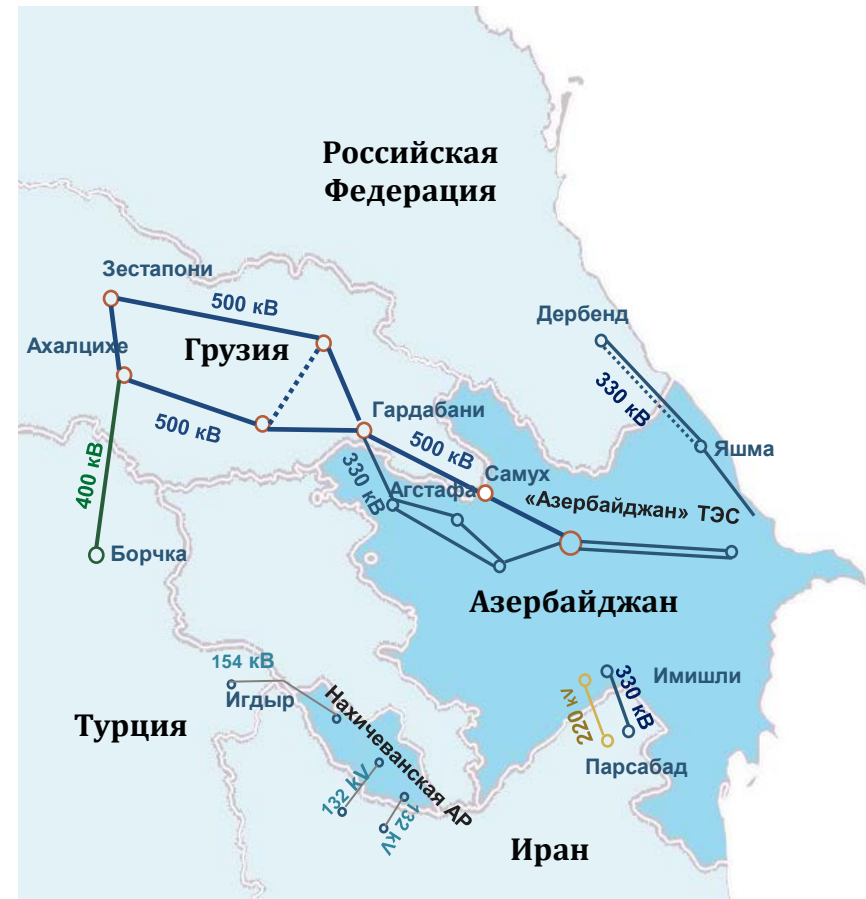 Российская
Федерация
Зестапони
500 кВ
Дербенд
Ахалцихе
Грузия
330 кВ
Гардабани
500 кВ
500 кВ
Яшма
330 кВ
Самух
Агстафа
«Азербайджан» ТЭС
400 кВ
Борчка
Азербайджан
154 кВ
Игдыр
Имишли
330 кВ
220 кv
Нахичеванская АР
Турция
Парсабад
132 kV
132 kV
Иран